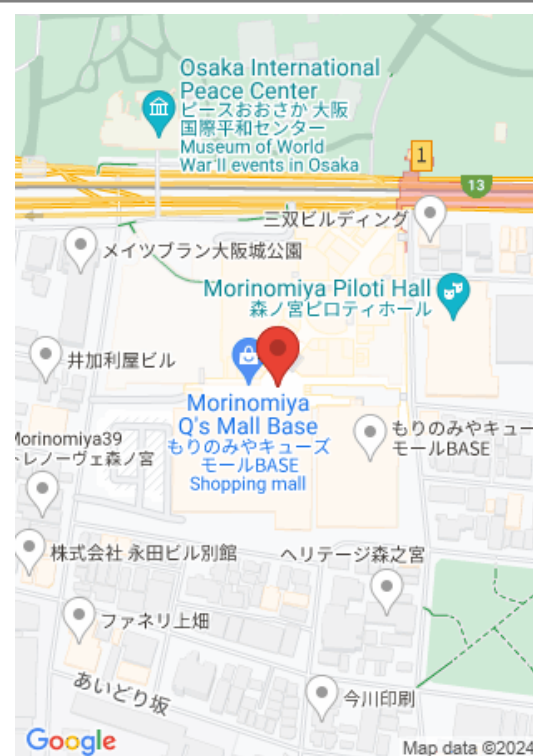 Osaka International
Peace Center
ピースおおさか 大阪
国際平和センター
Museum of World
War II events in Osaka
1
13
三双ビルディング
メイツブラン大阪城公園
Morinomiya Piloti Hall
森ノ宮ピロティホール
井加利屋ビル
Morinomiya
Q's Mall Base
もりのみやキューズ
モールBASE
Shopping mall
もりのみやキュー
モールBASE
Morinomiya39
トレノーヴェ森ノ宮
株式会社 永田ビル別館
ヘリテージ森之宮
ファネリ上畑
あいどり坂
今川印刷
Google
Map data ©2024